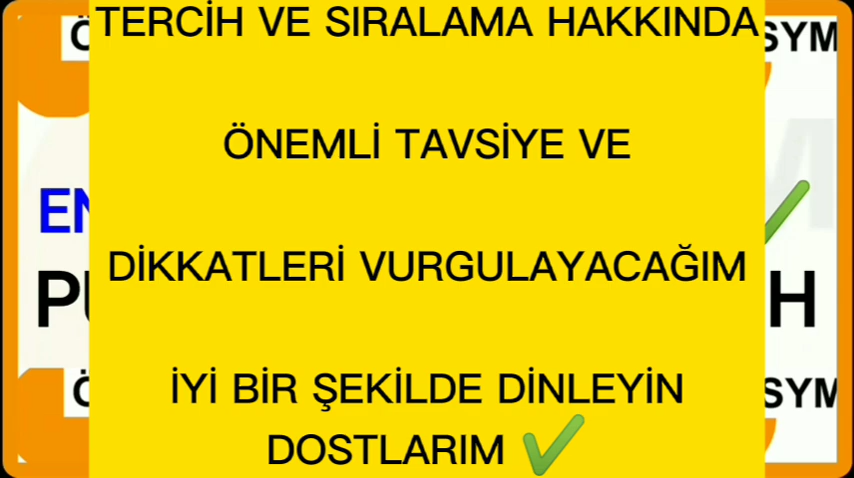 TERCİH VE SIRALAMA HAKKINDA
ÖNEMLİ TAVSİYE VE
DİKKATLERİ VURGULAYACAĞIM
İYİ BİR ŞEKİLDE DİNLEYİN
DOSTLARIM ✔